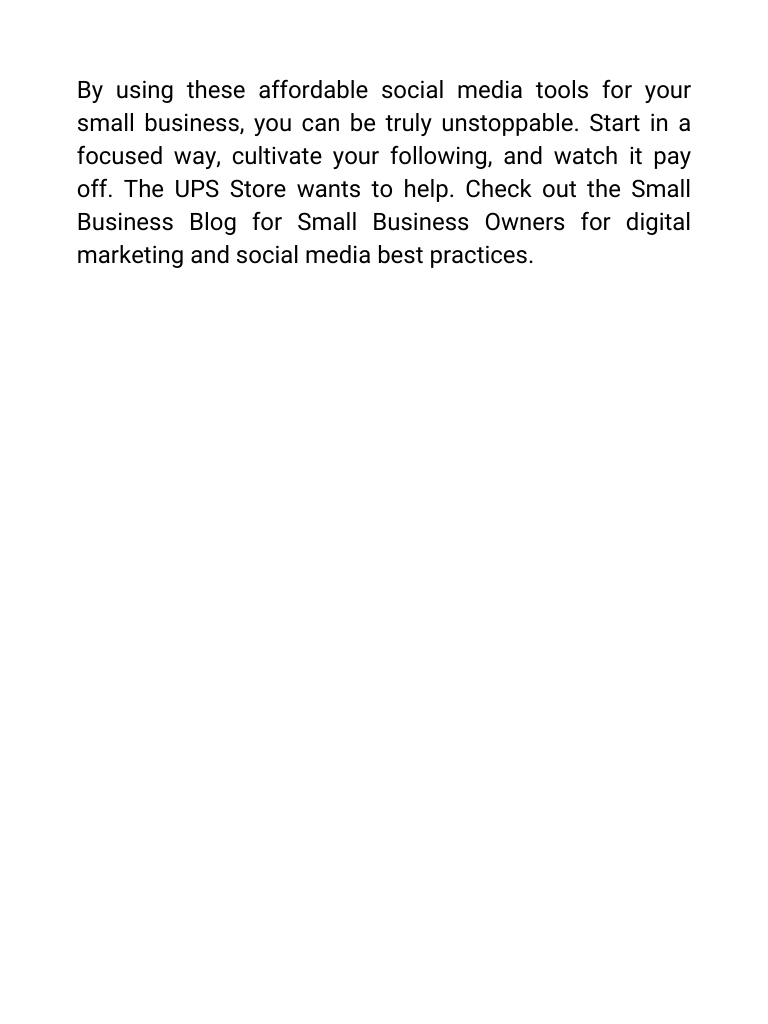 By using these affordable social media tools for your
small business, you can be truly unstoppable. Start in a
focused way, cultivate your following, and watch it pay
off. The UPS Store wants to help. Check out the Small
Business Blog for Small Business Owners for digital
marketing and social media best practices.